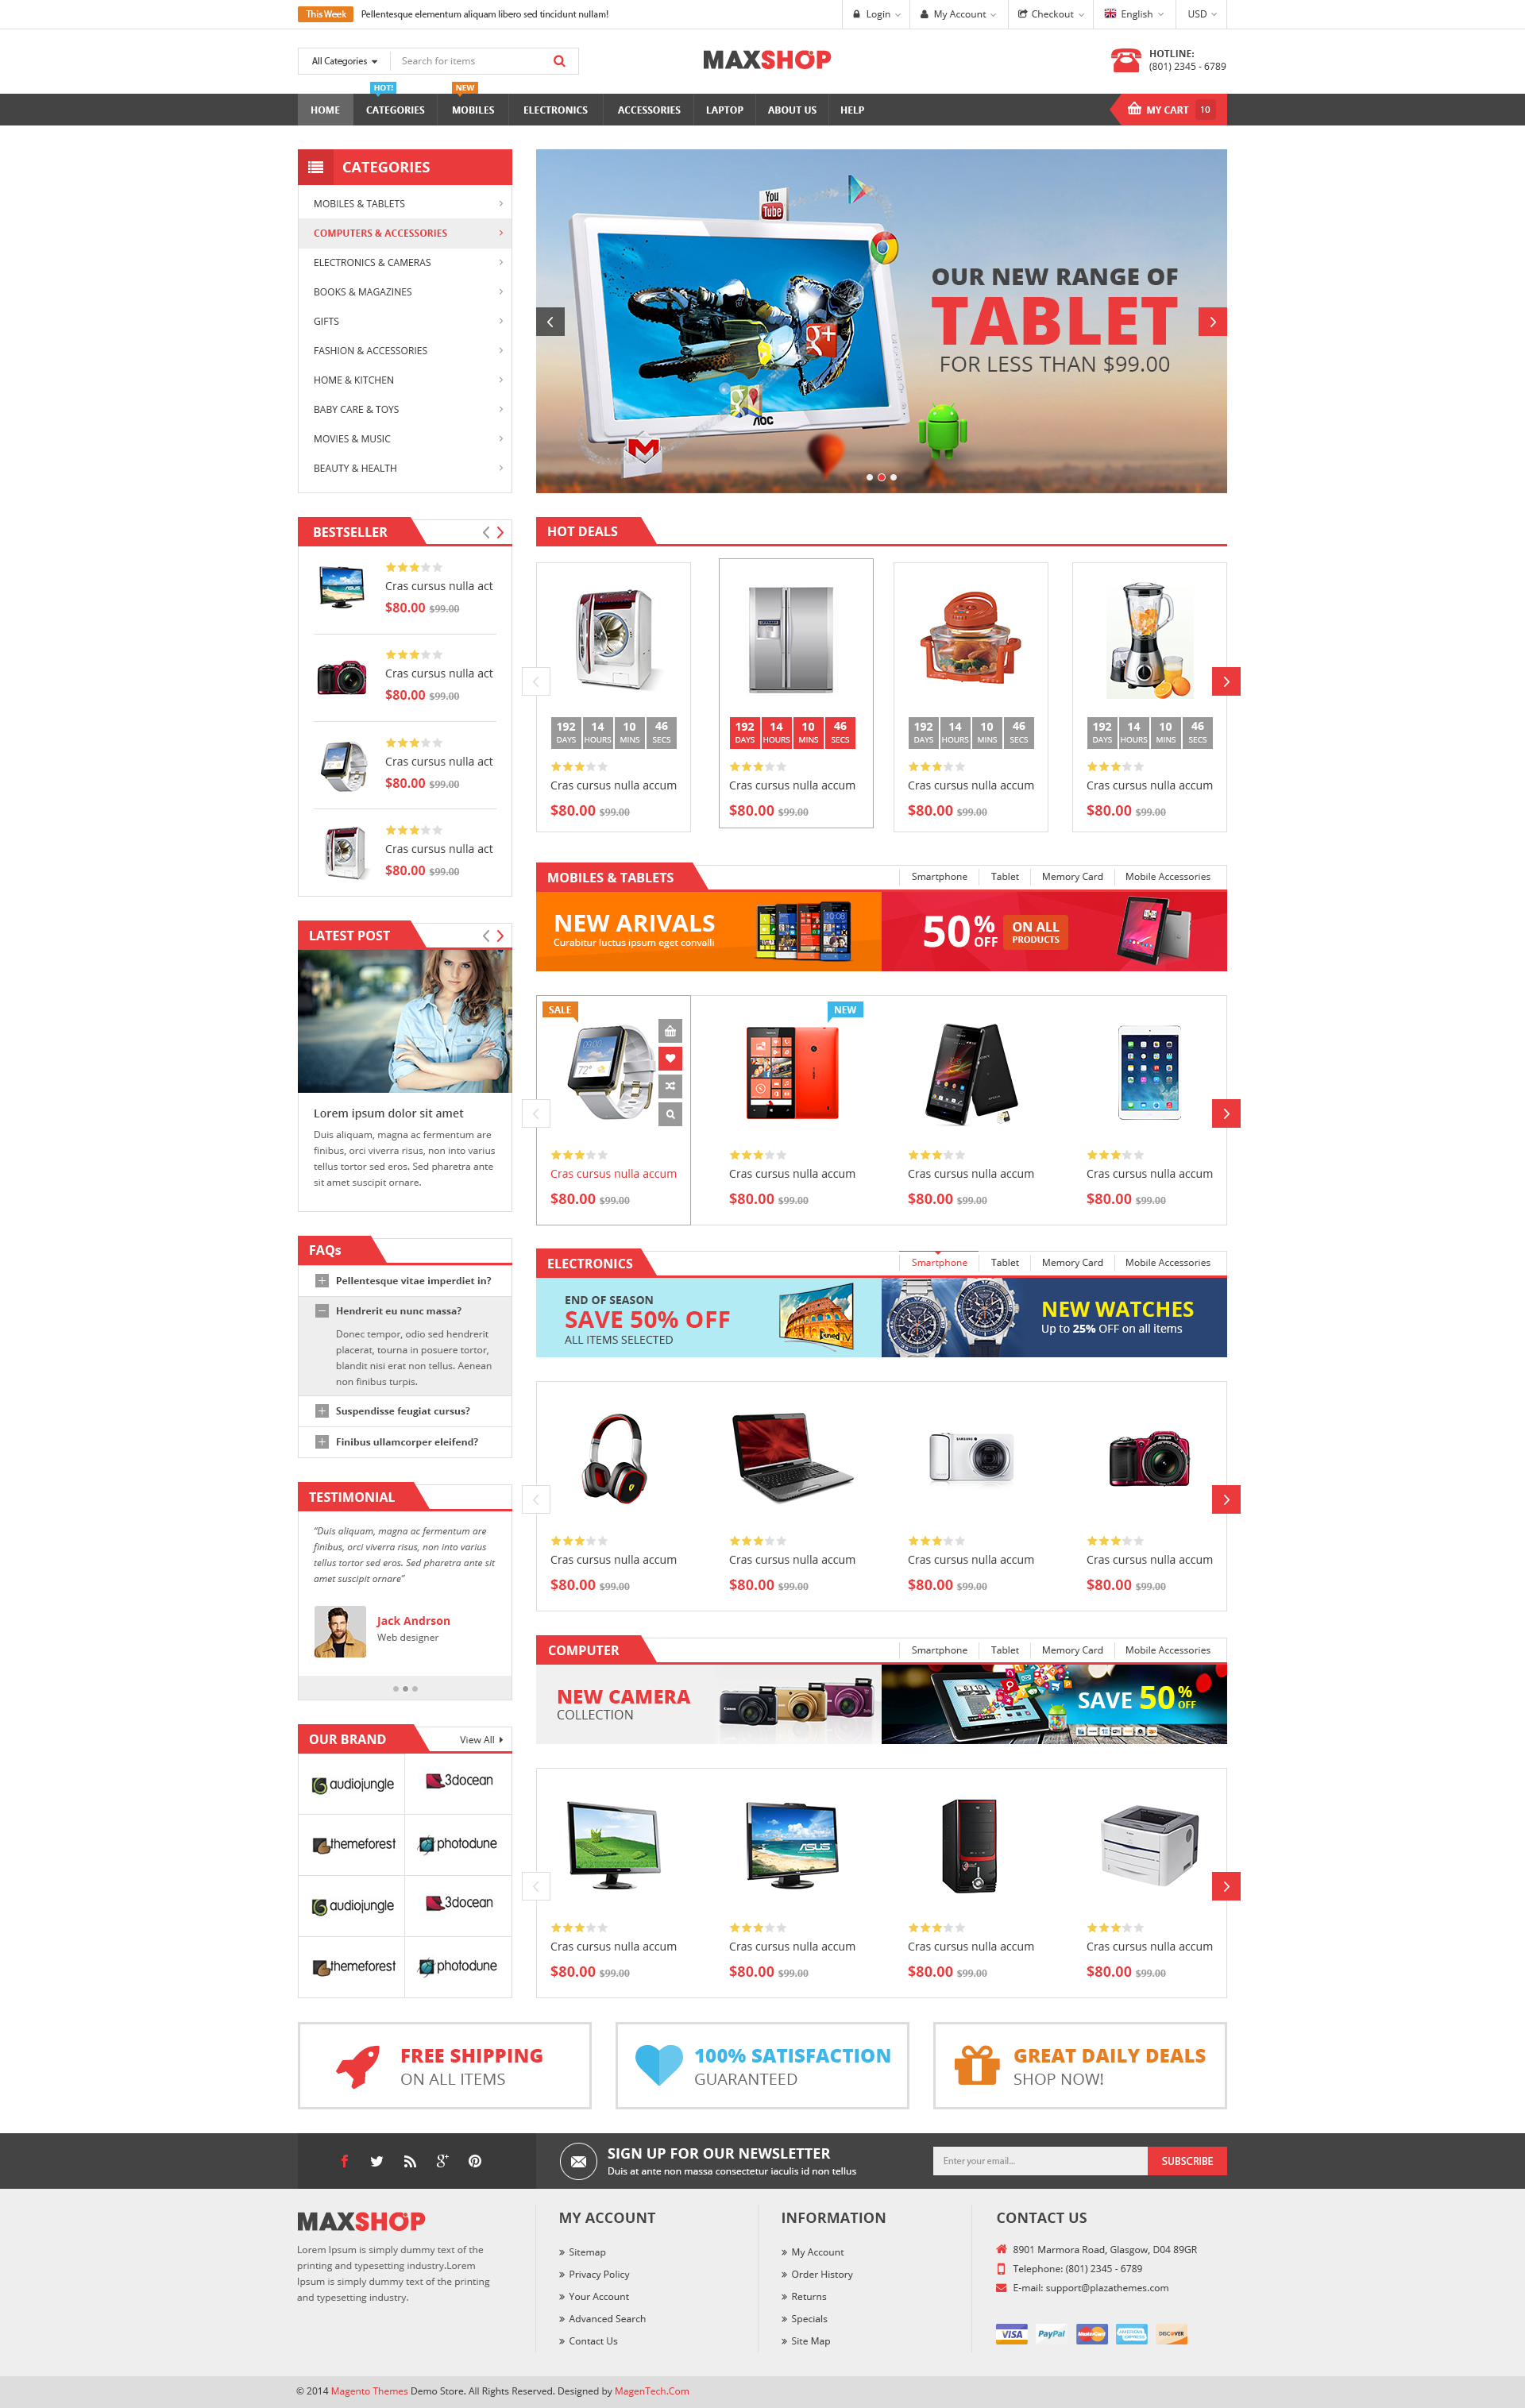 This Week Pellentesque elementum aliquam libero sed tincidunt nullam!
Login My Account Checkout English USD
All Categories Search for items
MAXSHOP
HOTLINE:
(801) 2345 - 6789
HOT! NEW
HOME CATEGORIES MOBILES ELECTRONICS ACCESSORIES LAPTOP ABOUT US HELP
MY CART 10
CATEGORIES
MOBILES & TABLETS
COMPUTERS & ACCESSORIES
ELECTRONICS & CAMERAS
BOOKS & MAGAZINES
GIFTS
FASHION & ACCESSORIES
HOME & KITCHEN
BABY CARE & TOYS
MOVIES & MUSIC
BEAUTY & HEALTH
You Tube
g+
AOC
OUR NEW RANGE OF
TABLET
FOR LESS THAN $99.00
BESTSELLER
ASUS
Cras cursus nulla act
$80.00 $99.00
Cras cursus nulla act
$80.00 $99.00
Cras cursus nulla act
$80.00 $99.00
Cras cursus nulla act
$80.00 $99.00
HOT DEALS
192 14 10 46
DAYS HOURS MINS SECS
Cras cursus nulla accum
$80.00 $99.00
192 14 10 46
DAYS HOURS MINS SECS
Cras cursus nulla accum
$80.00 $99.00
192 14 10 46
DAYS HOURS MINS SECS
Cras cursus nulla accum
$80.00 $99.00
192 14 10 46
DAYS HOURS MINS SECS
Cras cursus nulla accum
$80.00 $99.00
MOBILES & TABLETS
Smartphone Tablet Memory Card Mobile Accessories
NEW ARIVALS
Curabitur luctus ipsum eget convalli
50% OFF
ON ALL
PRODUCTS
LATEST POST
Lorem ipsum dolor sit amet
Duis aliquam, magna ac fermentum are
finibus, orci viverra risus, non into varius
tellus tortor sed eros. Sed pharetra ante
sit amet suscipit ornare.
SALE
09:00
72°
NEW
Cras cursus nulla accum
$80.00 $99.00
Cras cursus nulla accum
$80.00 $99.00
Cras cursus nulla accum
$80.00 $99.00
Cras cursus nulla accum
$80.00 $99.00
FAQs
Pellentesque vitae imperdiet in?
Hendrerit eu nunc massa?
Donec tempor, odio sed hendrerit
placerat, tourna in posuere tortor,
blandit nisi erat non tellus. Aenean
non finibus turpis.
Suspendisse feugiat cursus?
Finibus ullamcorper eleifend?
ELECTRONICS
Smartphone Tablet Memory Card Mobile Accessories
END OF SEASON
SAVE 50% OFF
ALL ITEMS SELECTED
NEW WATCHES
Up to 25% OFF on all items
SAMSUNG
Nikon
Cras cursus nulla accum
$80.00 $99.00
Cras cursus nulla accum
$80.00 $99.00
Cras cursus nulla accum
$80.00 $99.00
Cras cursus nulla accum
$80.00 $99.00
TESTIMONIAL
“Duis aliquam, magna ac fermentum are
finibus, orci viverra risus, non into varius
tellus tortor sed eros. Sed pharetra ante sit
amet suscipit ornare”
Jack Andrson
Web designer
COMPUTER
Smartphone Tablet Memory Card Mobile Accessories
NEW CAMERA
COLLECTION
SAVE 50% OFF
OUR BRAND
View All
audiojungle
3docean
themeforest
photodune
audiojungle
3docean
themeforest
photodune
ASUS
Cras cursus nulla accum
$80.00 $99.00
Cras cursus nulla accum
$80.00 $99.00
Cras cursus nulla accum
$80.00 $99.00
Cras cursus nulla accum
$80.00 $99.00
FREE SHIPPING
ON ALL ITEMS
100% SATISFACTION
GUARANTEED
GREAT DAILY DEALS
SHOP NOW!
SIGN UP FOR OUR NEWSLETTER
Duis at ante non massa consectetur iaculis id non tellus
Enter your email...
SUBSCRIBE
MAXSHOP
Lorem Ipsum is simply dummy text of the
printing and typesetting industry.Lorem
Ipsum is simply dummy text of the printing
and typesetting industry.
MY ACCOUNT
Sitemap
Privacy Policy
Your Account
Advanced Search
Contact Us
INFORMATION
My Account
Order History
Returns
Specials
Site Map
CONTACT US
8901 Marmora Road, Glasgow, D04 89GR
Telephone: (801) 2345 - 6789
E-mail: support@plazathemes.com
VISA PayPal MasterCard AMERICAN EXPRESS DISCOVER
© 2014 Magento Themes Demo Store. All Rights Reserved. Designed by MagenTech.Com